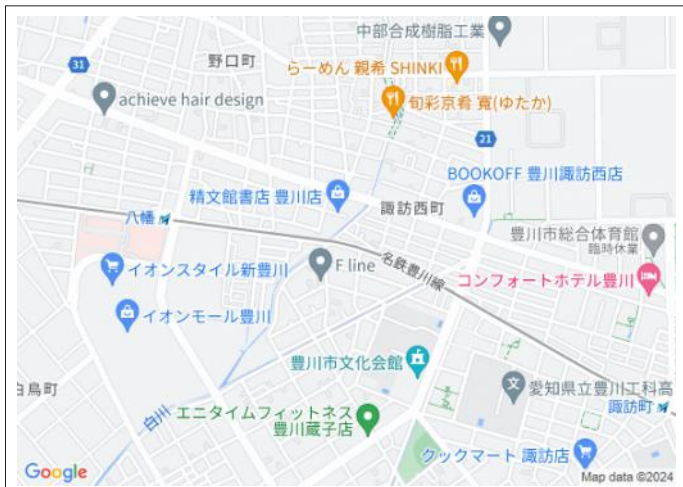 中部合成樹脂工業
野口町
31
らーめん 親希 SHINKI
achieve hair design
旬彩京肴 寛(ゆたか)
21
BOOKOFF 豊川諏訪西店
精文館書店 豊川店
諏訪西町
八幡
豊川市総合体育館
臨時休業
名鉄豊川線
イオンスタイル新豊川
F line
コンフォートホテル豊川
イオンモール豊川
豊川市文化会館
白鳥町
愛知県立豊川工科高
白川
諏訪町
エニタイムフィットネス
豊川蔵子店
クックマート 諏訪店
Google
Map data ©2024